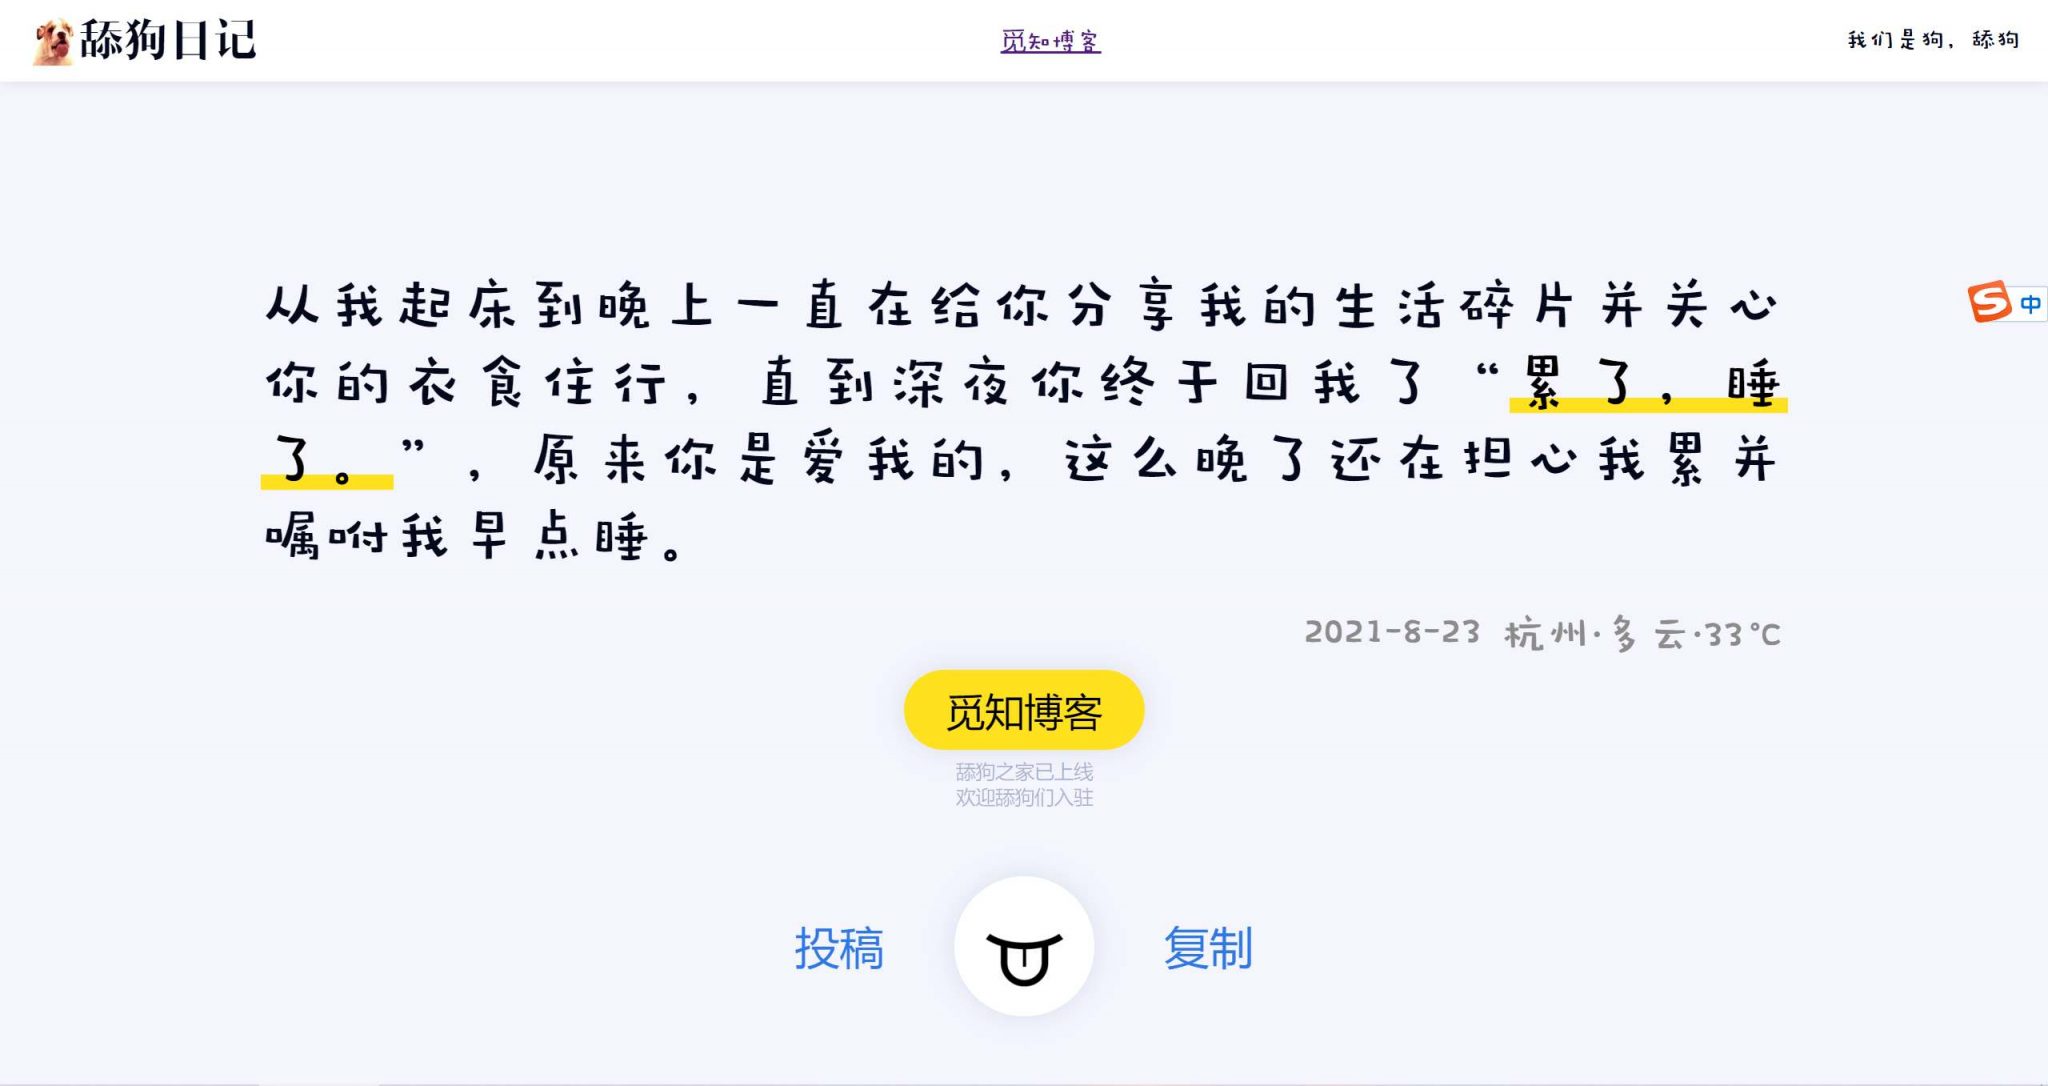 舔狗日记
觅知博客
我们是狗，舔狗
从我起床到晚上一直在给你分享我的生活碎片并关心
你的衣食住行，直到深夜你终于回我了“累了，睡
了。”，原来你是爱我的，这么晚了还在担心我累并
嘱咐我早点睡。
中
2021-8-23 杭州·多云·33℃
觅知博客
舔狗之家已上线
欢迎舔狗们入驻
投稿
复制